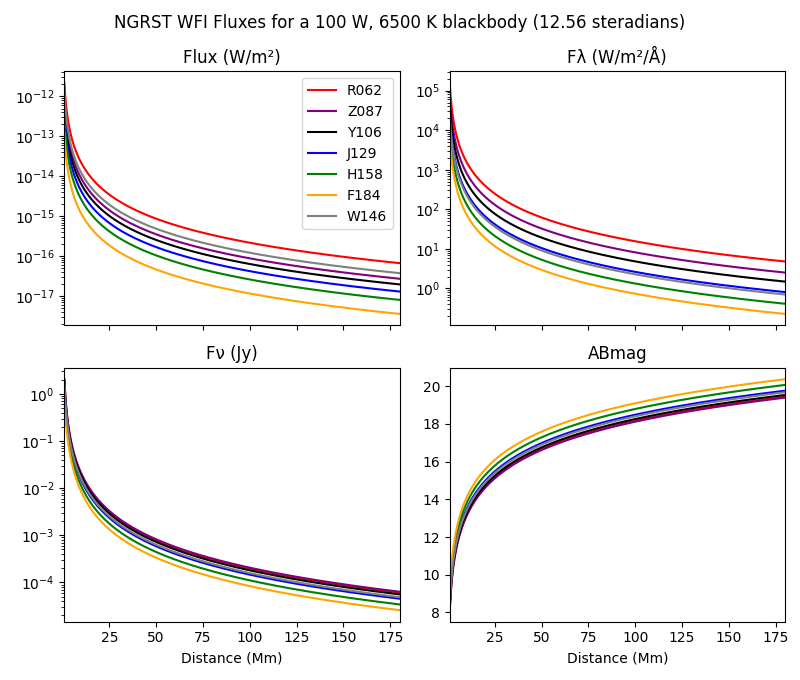 NGRST WFI Fluxes for a 100 W, 6500 K blackbody (12.56 steradians)
Flux (W/m²)
10⁻¹²
10⁻¹³
10⁻¹⁴
10⁻¹⁵
10⁻¹⁶
10⁻¹⁷
R062
Z087
Y106
J129
H158
F184
W146
Fλ (W/m²/Å)
10⁵
10⁴
10³
10²
10¹
10⁰
Fν (Jy)
10⁰
10⁻¹
10⁻²
10⁻³
10⁻⁴
25 50 75 100 125 150 175
Distance (Mm)
ABmag
20
18
16
14
12
10
8
25 50 75 100 125 150 175
Distance (Mm)